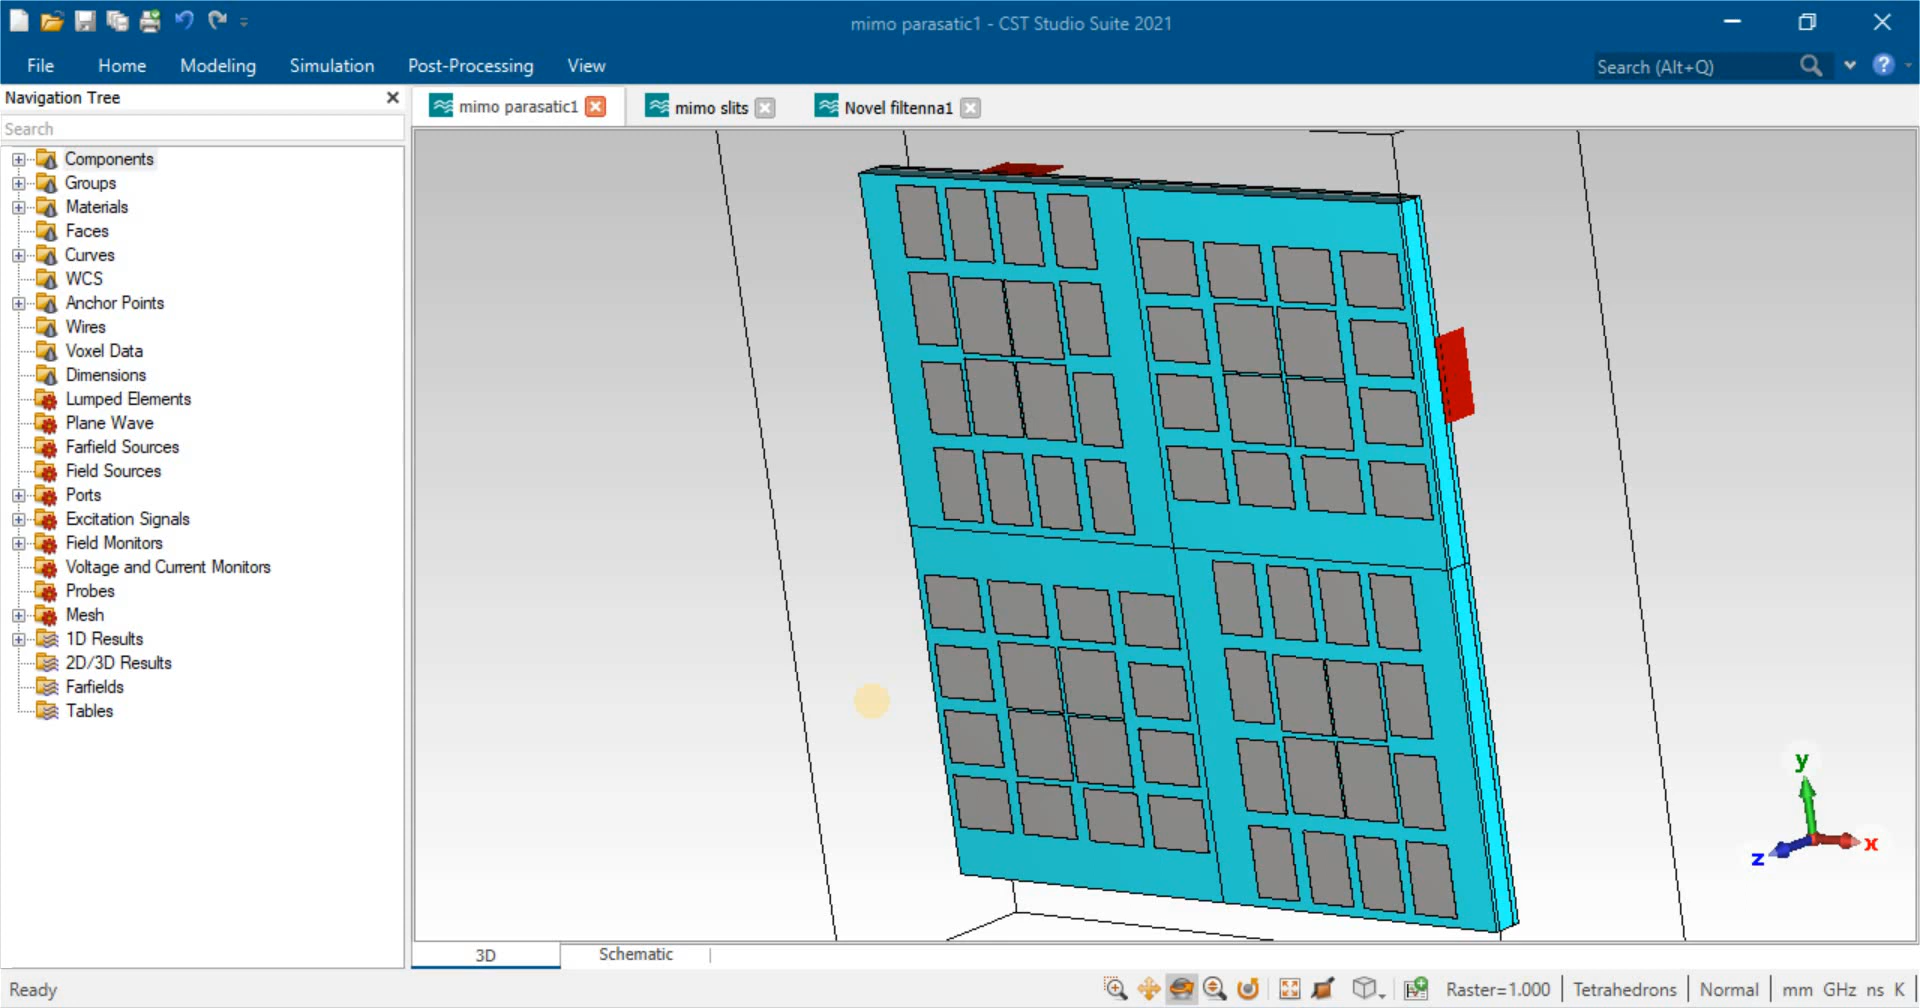 mimo parasatic1 - CST Studio Suite 2021
File Home Modeling Simulation Post-Processing View Search (Alt+Q) ?
Navigation Tree
mimo parasatic1 mimo slits Novel filtenna1
Search
Components
Groups
Materials
Faces
Curves
WCS
Anchor Points
Wires
Voxel Data
Dimensions
Lumped Elements
Plane Wave
Farfield Sources
Field Sources
Ports
Excitation Signals
Field Monitors
Voltage and Current Monitors
Probes
Mesh
1D Results
2D/3D Results
Farfields
Tables
y
x
z
3D Schematic
Ready Raster=1.000 Tetrahedrons Normal mm GHz ns K